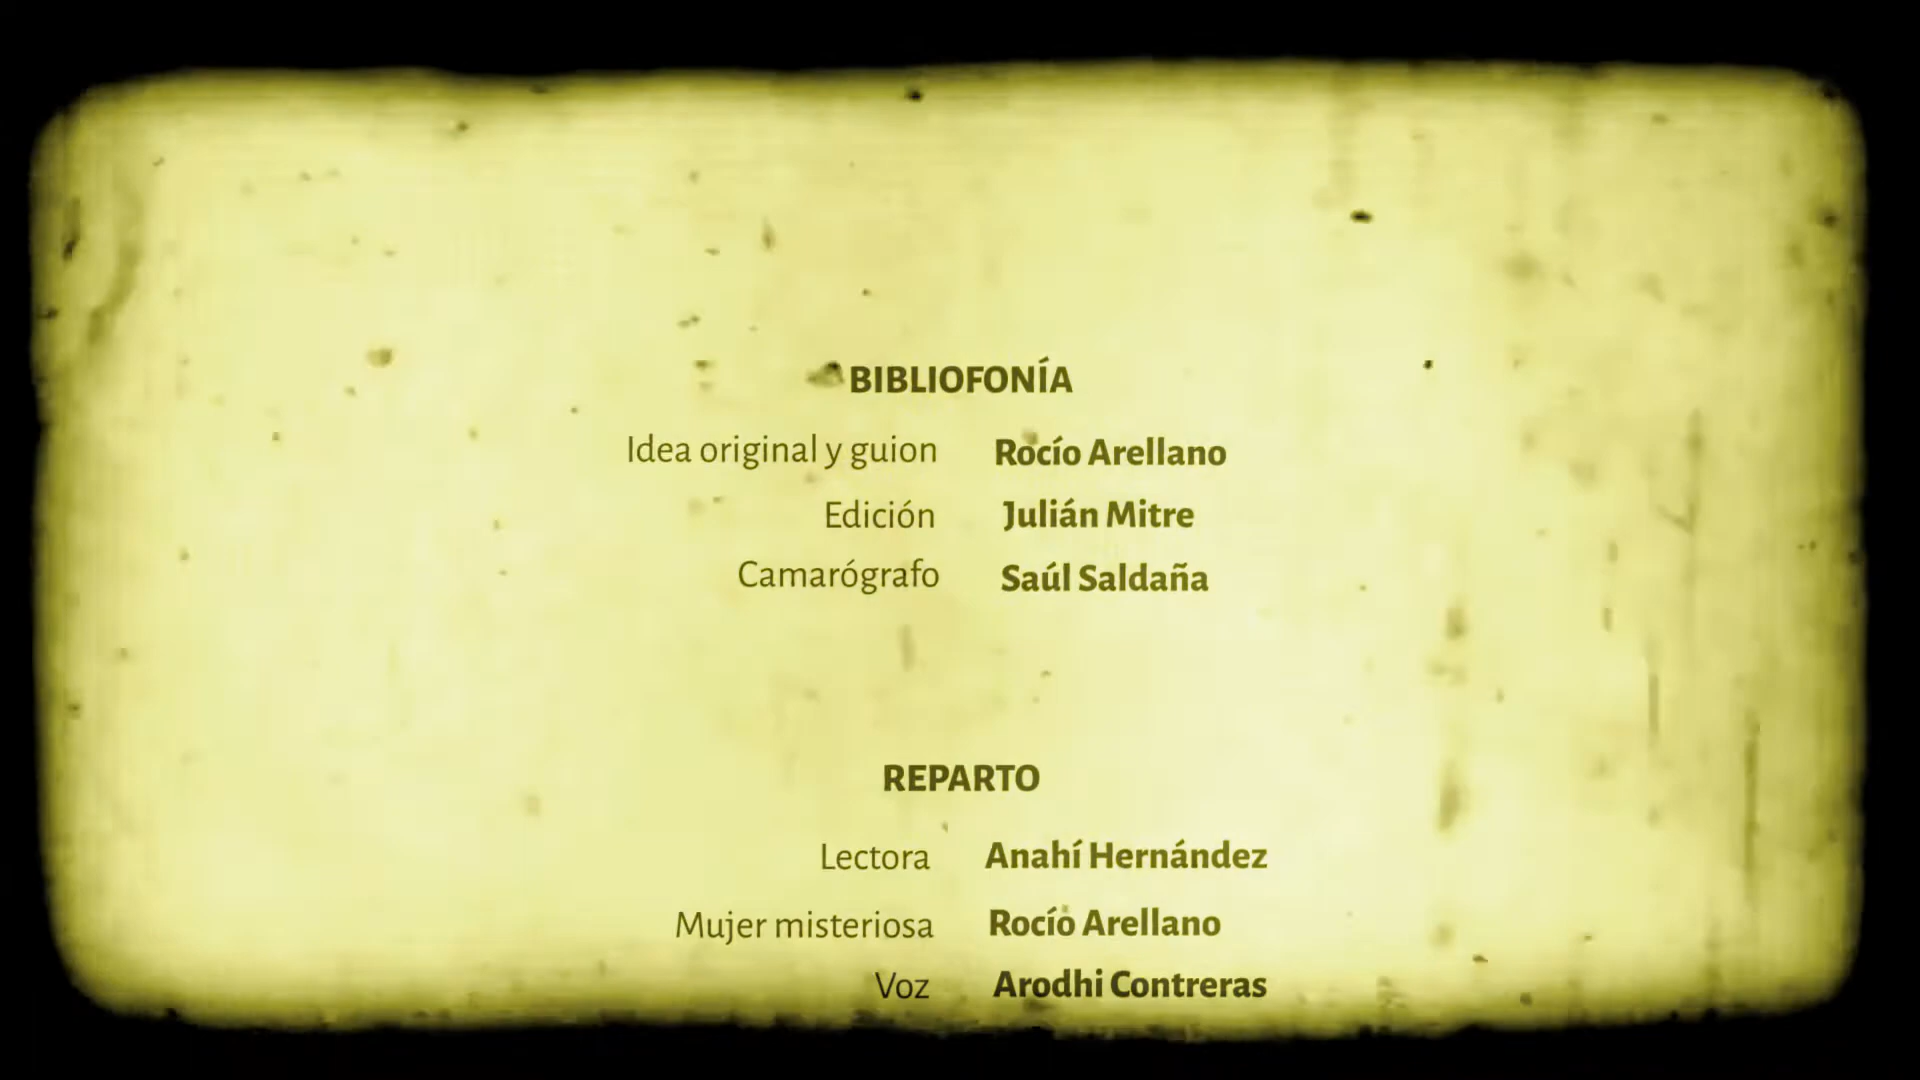 BIBLIOFONÍA
Idea original y guion Rocío Arellano
Edición Julián Mitre
Camarógrafo Saúl Saldaña
REPARTO
Lectora Anahí Hernández
Mujer misteriosa Rocío Arellano
Voz Arodhi Contreras